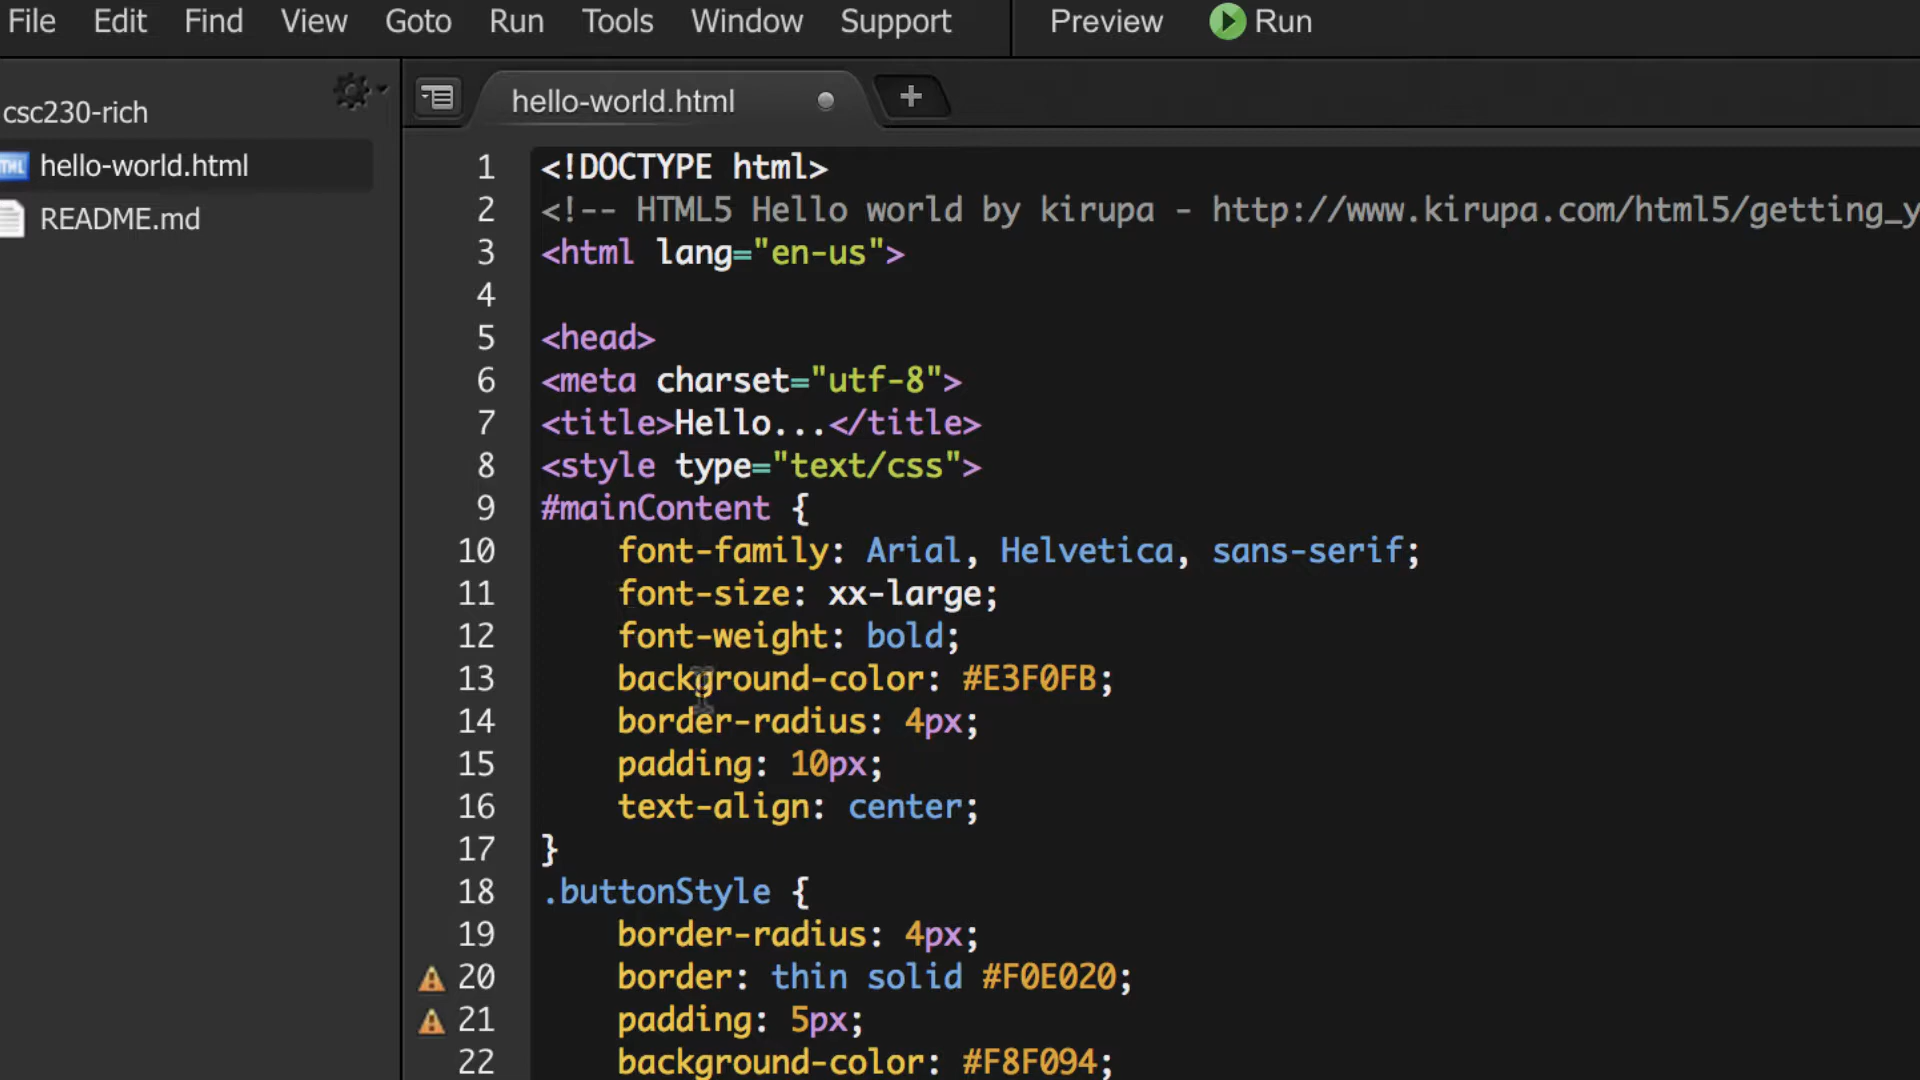 File Edit Find View Goto Run Tools Window Support Preview Run
csc230-rich
hello-world.html
README.md
hello-world.html
1 <!DOCTYPE html>
2 <!-- HTML5 Hello world by kirupa - http://www.kirupa.com/html5/getting_y
3 <html lang="en-us">
4
5 <head>
6 <meta charset="utf-8">
7 <title>Hello...</title>
8 <style type="text/css">
9 #mainContent {
10 font-family: Arial, Helvetica, sans-serif;
11 font-size: xx-large;
12 font-weight: bold;
13 background-color: #E3F0FB;
14 border-radius: 4px;
15 padding: 10px;
16 text-align: center;
17 }
18 .buttonStyle {
19 border-radius: 4px;
20 border: thin solid #F0E020;
21 padding: 5px;
22 background-color: #F8F094;